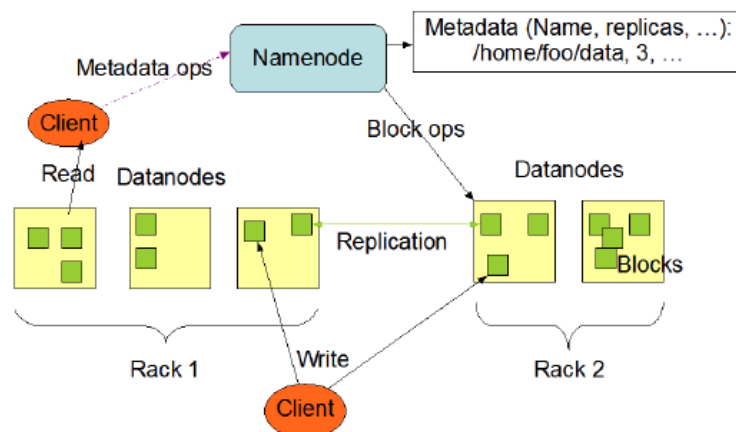 Metadata (Name, replicas, …):
/home/foo/data, 3, …
Namenode
Metadata ops
Client
Block ops
Read
Datanodes
Datanodes
Replication
Blocks
Rack 1
Write
Rack 2
Client